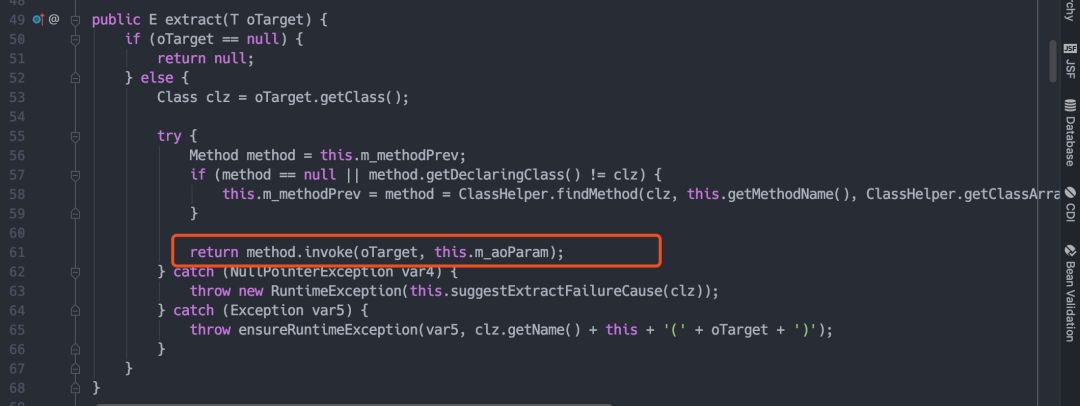 48
49 @ public E extract(T oTarget) {
50 if (oTarget == null) {
51 return null;
52 } else {
53 Class clz = oTarget.getClass();
54
55 try {
56 Method method = this.m_methodPrev;
57 if (method == null || method.getDeclaringClass() != clz) {
58 this.m_methodPrev = method = ClassHelper.findMethod(clz, this.getMethodName(), ClassHelper.getClassArra
59 }
60
61 return method.invoke(oTarget, this.m_aoParam);
62 } catch (NullPointerException var4) {
63 throw new RuntimeException(this.suggestExtractFailureCause(clz));
64 } catch (Exception var5) {
65 throw ensureRuntimeException(var5, clz.getName() + this + '(' + oTarget + ')');
66 }
67 }
68 }
rchy
JSF JSF
Database
CDI
Bean Validation